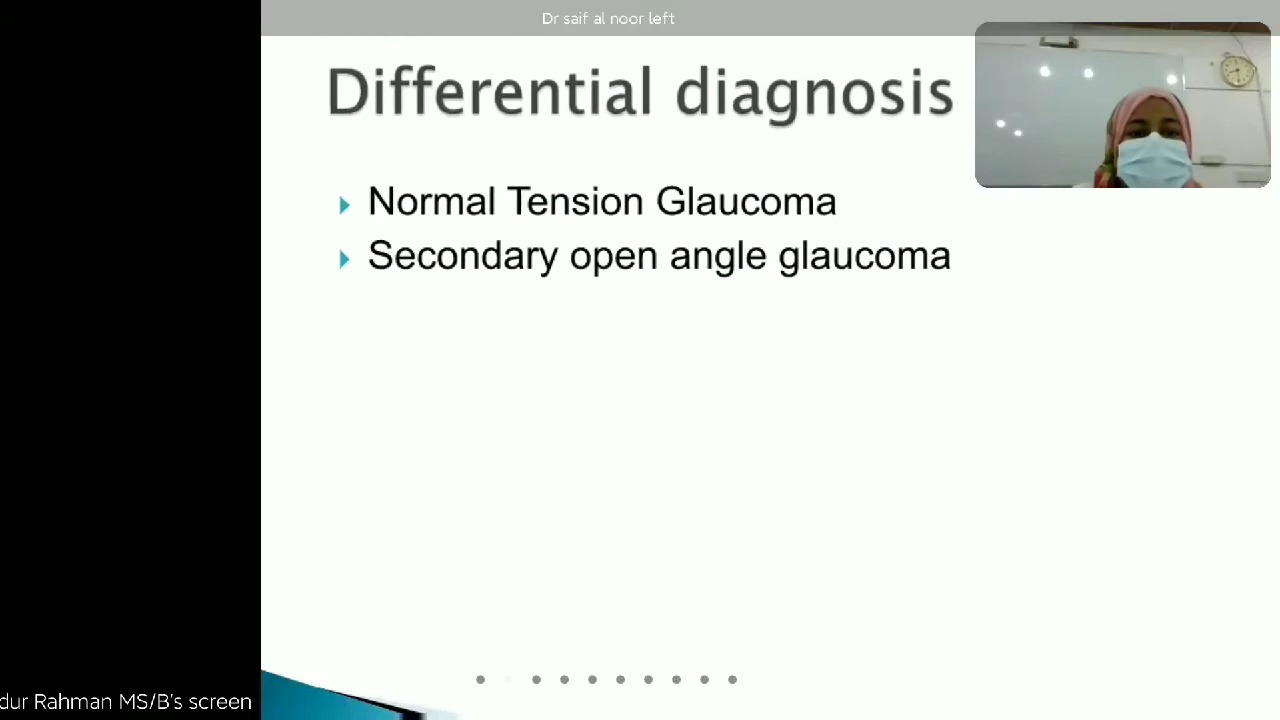 Dr saif al noor left
Differential diagnosis
Normal Tension Glaucoma
Secondary open angle glaucoma
dur Rahman MS/B's screen